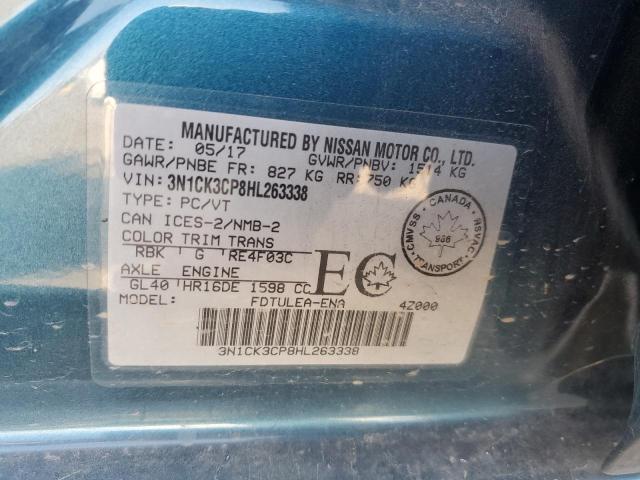 MANUFACTURED BY NISSAN MOTOR CO., LTD.
DATE: 05/17 GVWR/PNBV: 1514 KG
GAWR/PNBE FR: 827 KG RR: 750 KG
VIN: 3N1CK3CP8HL263338
TYPE: PC/VT
CAN ICES-2/NMB-2
COLOR TRIM TRANS
RBK G RE4F03C
AXLE ENGINE
GL40 HR16DE 1598 CC
MODEL: FDTULEA-ENA 4Z000
3N1CK3CP8HL263338
EC
CANADA
CMVSS
HSVAC
TRANSPORT